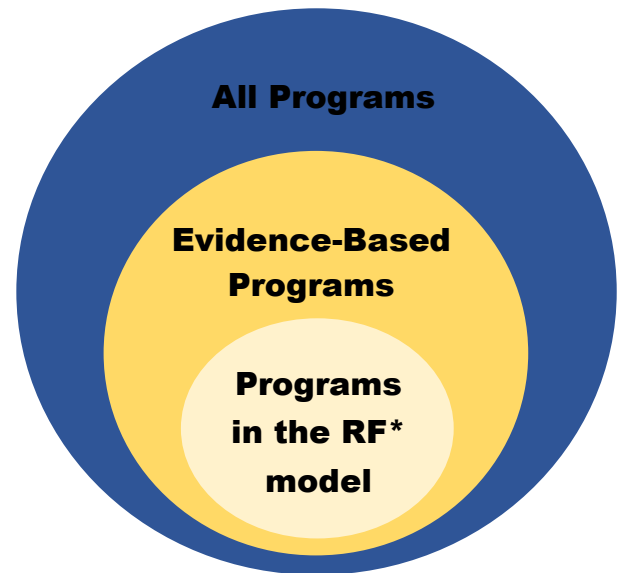 All Programs
Evidence-Based
Programs
Programs
in the RF*
model